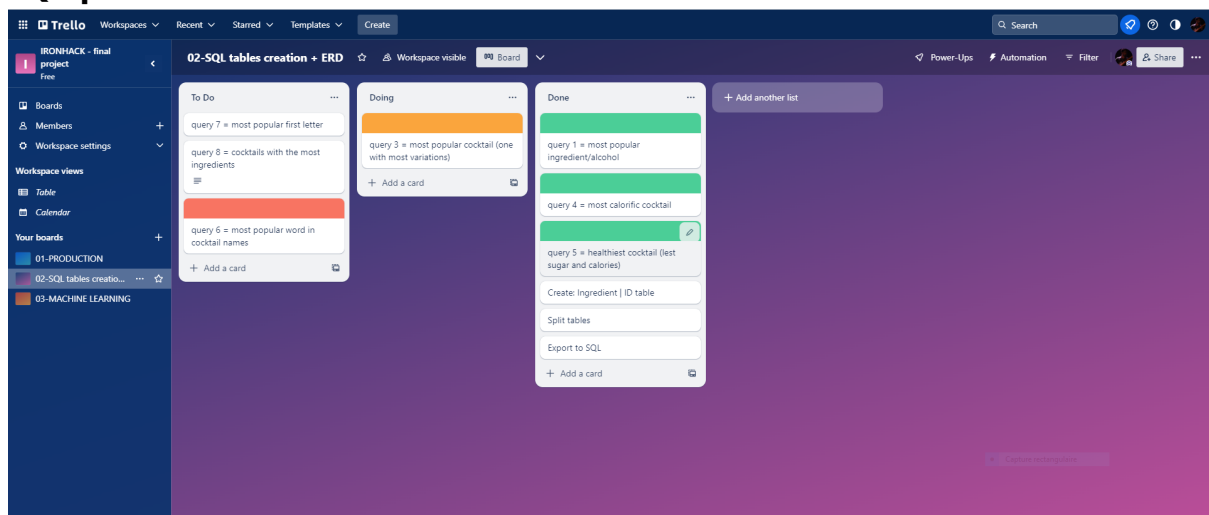 Trello Workspaces Recent Starred Templates Create Search
IRONHACK - final
project
Free
I
02-SQL tables creation + ERD Workspace visible Board Power-Ups Automation Filter Share
Boards
Members
Workspace settings
Workspace views
Table
Calendar
Your boards
01-PRODUCTION
02-SQL tables creatio...
03-MACHINE LEARNING
To Do
query 7 = most popular first letter
query 8 = cocktails with the most
ingredients
query 6 = most popular word in
cocktail names
+ Add a card
Doing
query 3 = most popular cocktail (one
with most variations)
+ Add a card
Done
query 1 = most popular
ingredient/alcohol
query 4 = most calorific cocktail
query 5 = healthiest cocktail (lest
sugar and calories)
Create: Ingredient | ID table
Split tables
Export to SQL
+ Add a card
+ Add another list
Capture rectangulaire